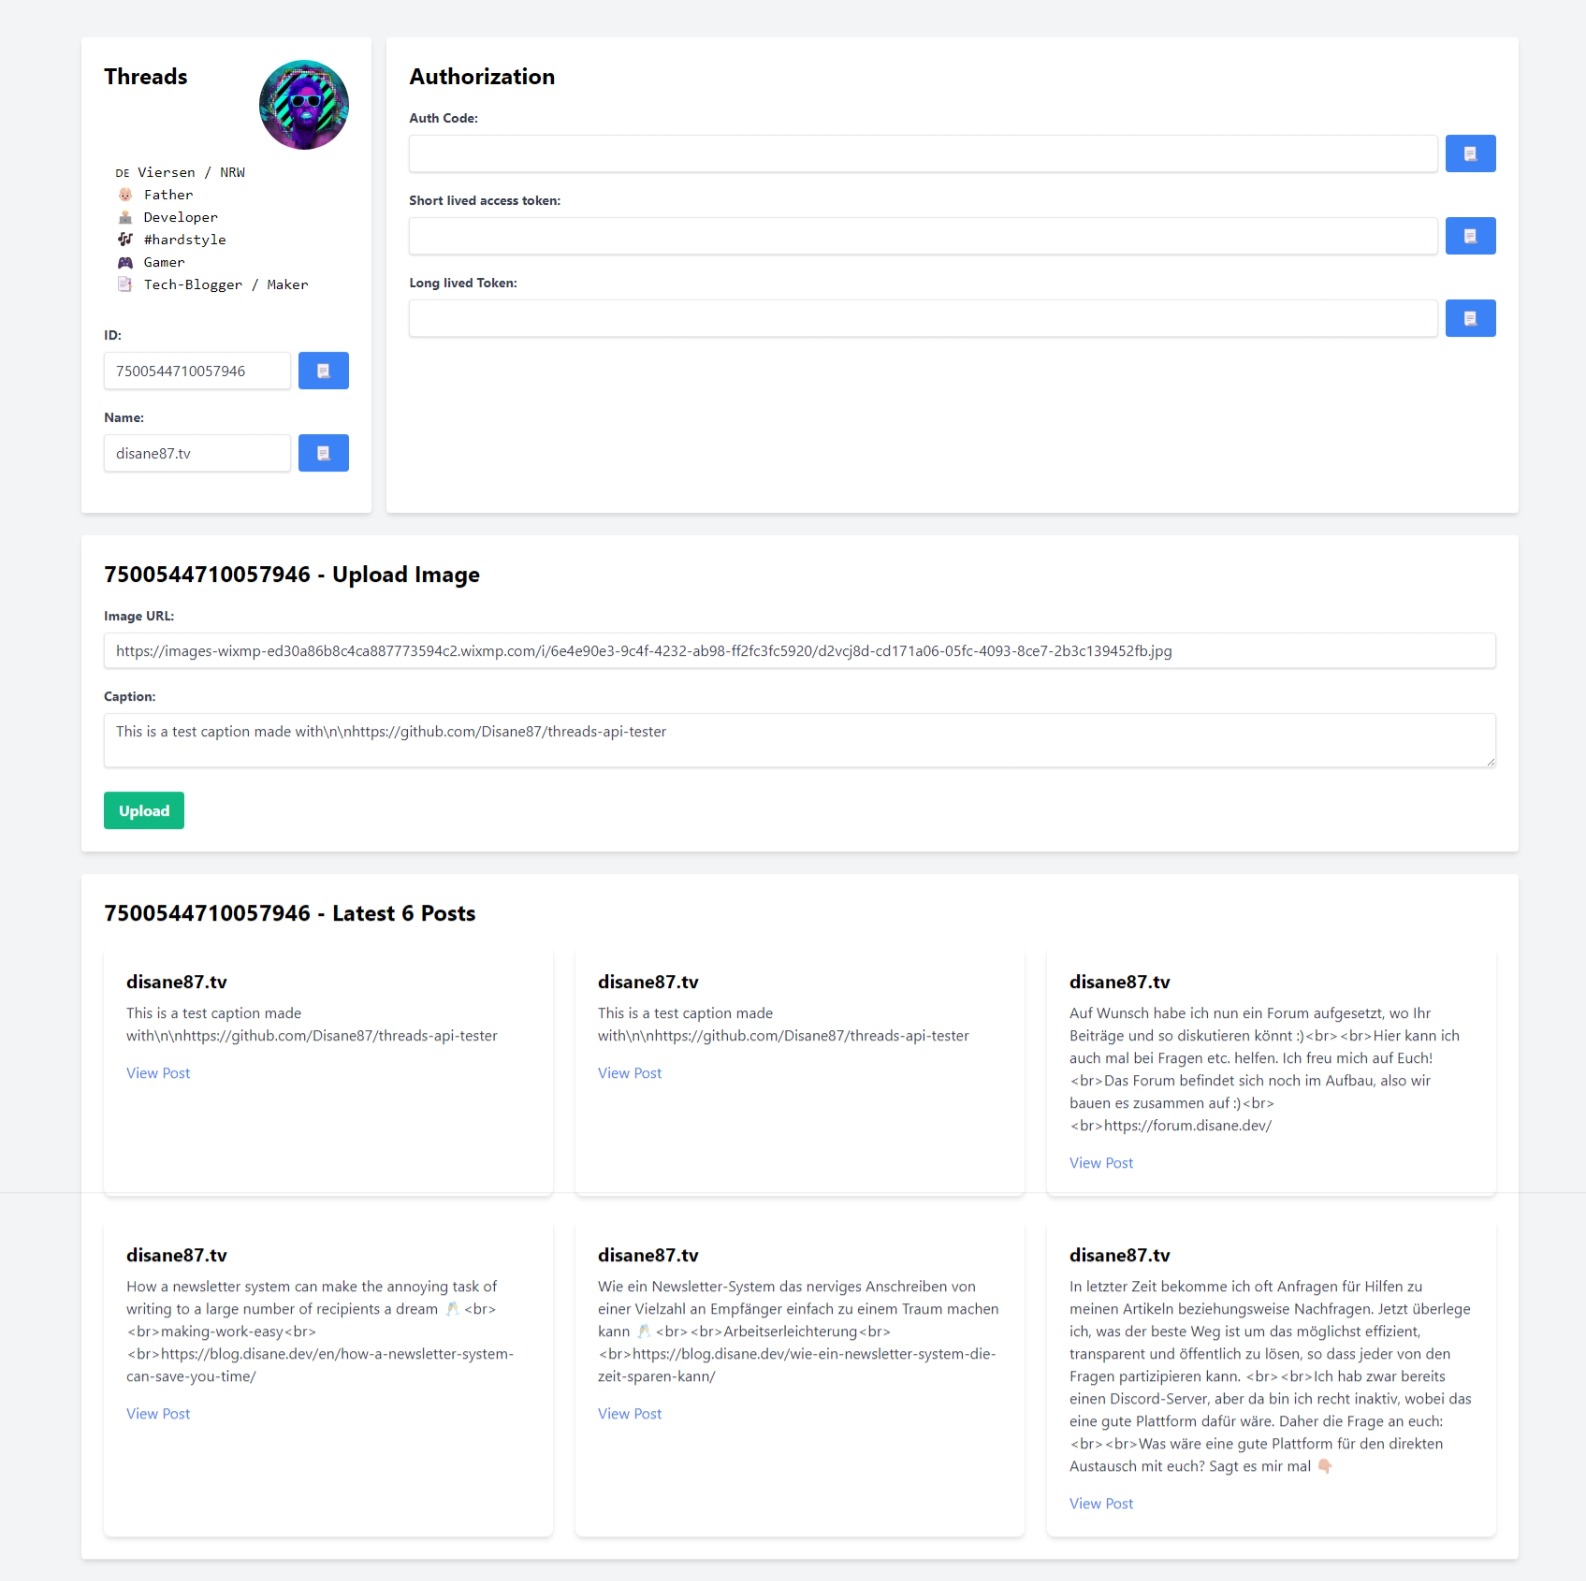 Threads
DE Viersen / NRW
👶🏼 Father
👨🏼‍💻 Developer
🎶 #hardstyle
🎮 Gamer
📑 Tech-Blogger / Maker
ID:
7500544710057946
Name:
disane87.tv
Authorization
Auth Code:
Short lived access token:
Long lived Token:
7500544710057946 - Upload Image
Image URL:
https://images-wixmp-ed30a86b8c4ca887773594c2.wixmp.com/i/6e4e90e3-9c4f-4232-ab98-ff2fc3fc5920/d2vcj8d-cd171a06-05fc-4093-8ce7-2b3c139452fb.jpg
Caption:
This is a test caption made with\n\nhttps://github.com/Disane87/threads-api-tester
Upload
7500544710057946 - Latest 6 Posts
disane87.tv
This is a test caption made
with\n\nhttps://github.com/Disane87/threads-api-tester
View Post
disane87.tv
This is a test caption made
with\n\nhttps://github.com/Disane87/threads-api-tester
View Post
disane87.tv
Auf Wunsch habe ich nun ein Forum aufgesetzt, wo Ihr
Beiträge und so diskutieren könnt :)<br><br>Hier kann ich
auch mal bei Fragen etc. helfen. Ich freu mich auf Euch!
<br>Das Forum befindet sich noch im Aufbau, also wir
bauen es zusammen auf :)<br>
<br>https://forum.disane.dev/
View Post
disane87.tv
How a newsletter system can make the annoying task of
writing to a large number of recipients a dream 🥂 <br>
<br>making-work-easy<br>
<br>https://blog.disane.dev/en/how-a-newsletter-system-
can-save-you-time/
View Post
disane87.tv
Wie ein Newsletter-System das nerviges Anschreiben von
einer Vielzahl an Empfänger einfach zu einem Traum machen
kann 🥂 <br><br>Arbeitserleichterung<br>
<br>https://blog.disane.dev/wie-ein-newsletter-system-die-
zeit-sparen-kann/
View Post
disane87.tv
In letzter Zeit bekomme ich oft Anfragen für Hilfen zu
meinen Artikeln beziehungsweise Nachfragen. Jetzt überlege
ich, was der beste Weg ist um das möglichst effizient,
transparent und öffentlich zu lösen, so dass jeder von den
Fragen partizipieren kann. <br><br>Ich hab zwar bereits
einen Discord-Server, aber da bin ich recht inaktiv, wobei das
eine gute Plattform dafür wäre. Daher die Frage an euch:
<br><br>Was wäre eine gute Plattform für den direkten
Austausch mit euch? Sagt es mir mal 👇🏼
View Post